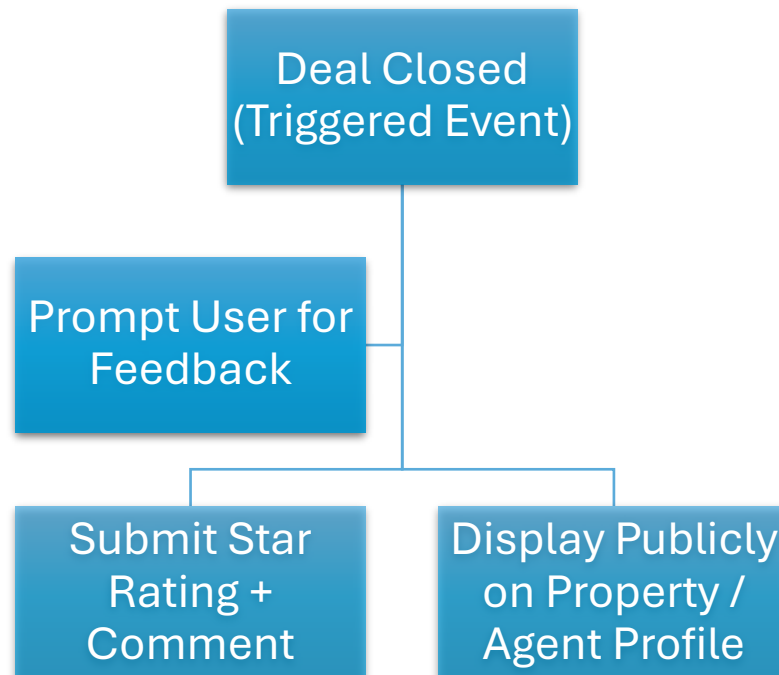 Deal Closed
(Triggered Event)
Prompt User for
Feedback
Submit Star
Rating +
Comment
Display Publicly
on Property /
Agent Profile